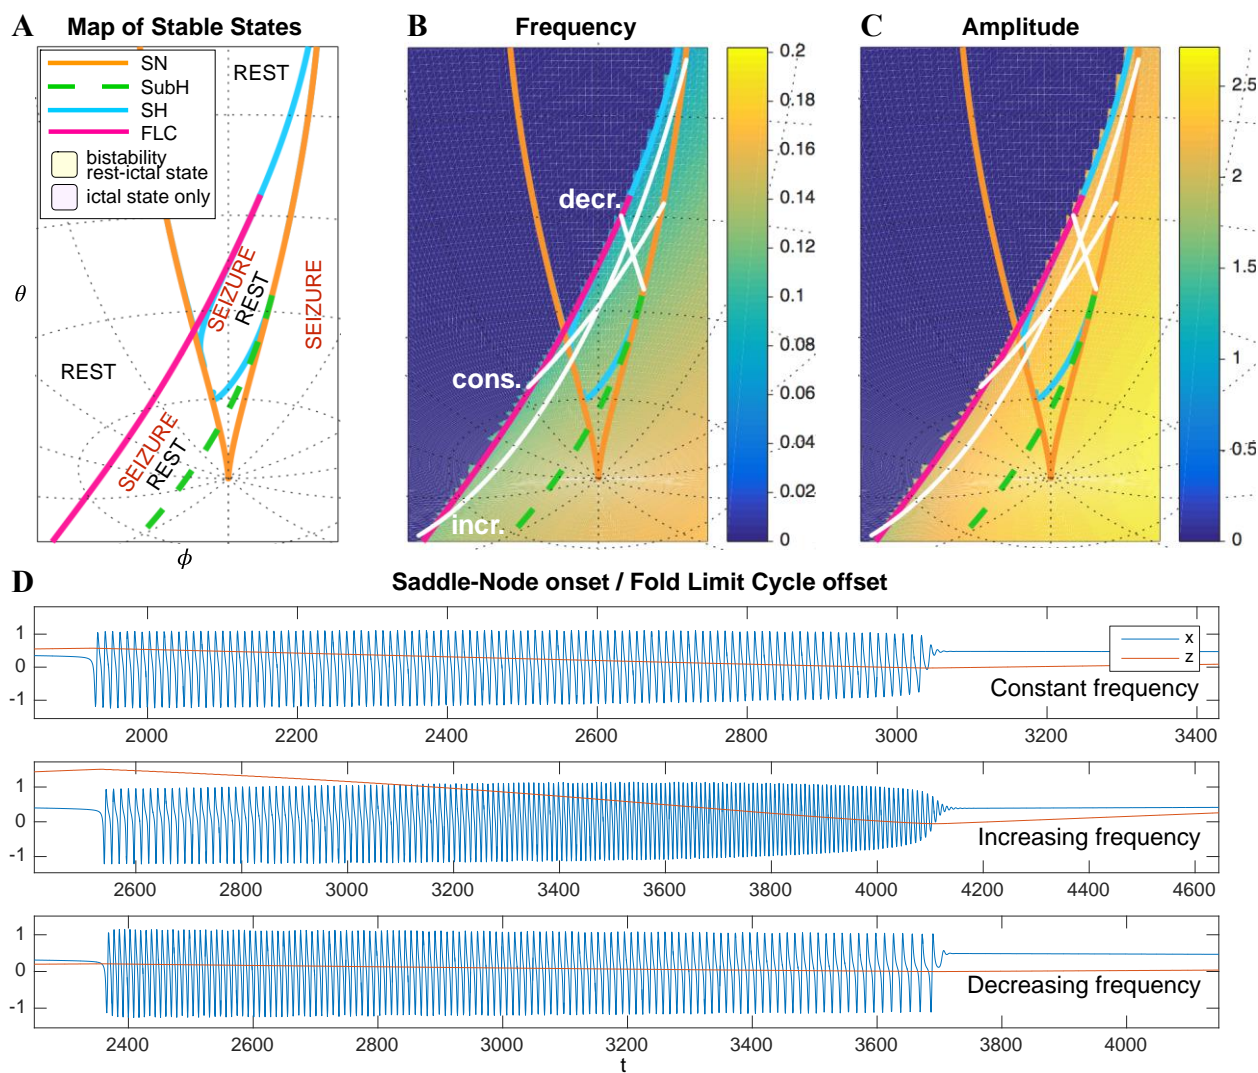 A Map of Stable States
SN
SubH
SH
FLC
bistability
rest-ictal state
ictal state only
REST
SEIZURE
REST
SEIZURE
REST
SEIZURE
REST
θ
ϕ
B Frequency
decr.
cons.
incr.
0.2
0.18
0.16
0.14
0.12
0.1
0.08
0.06
0.04
0.02
0
C Amplitude
2.5
2
1.5
1
0.5
0
D Saddle-Node onset / Fold Limit Cycle offset
1
0
-1
x
z
Constant frequency
2000 2200 2400 2600 2800 3000 3200 3400
1
0
-1
Increasing frequency
2600 2800 3000 3200 3400 3600 3800 4000 4200 4400 4600
1
0
-1
Decreasing frequency
2400 2600 2800 3000 3200 3400 3600 3800 4000
t